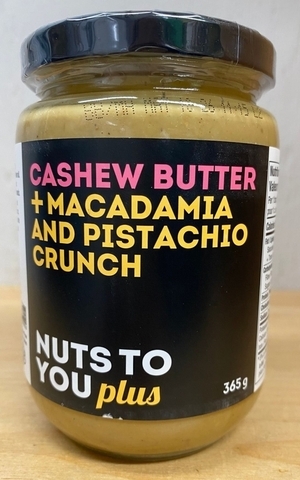 CASHEW BUTTER
+MACADAMIA
AND PISTACHIO
CRUNCH
NUTS TO
YOU plus
365 g